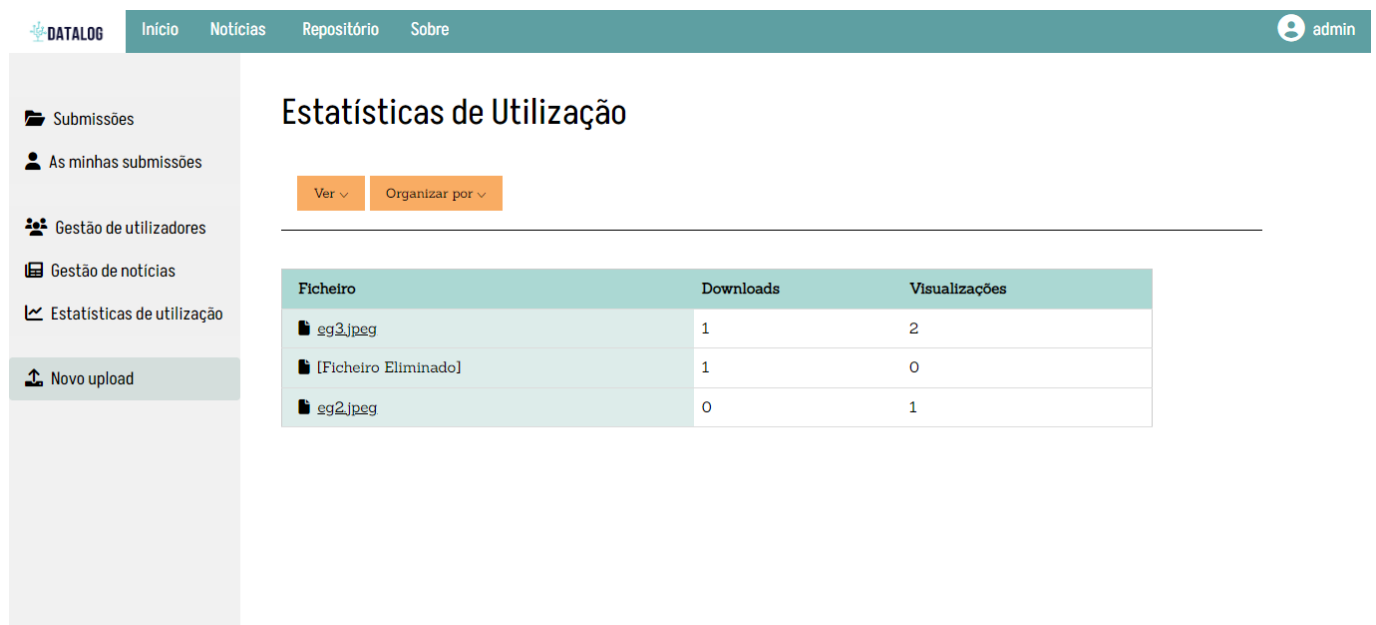 DATALOG
Início Notícias Repositório Sobre
admin
Submissões
As minhas submissões
Gestão de utilizadores
Gestão de notícias
Estatísticas de utilização
Novo upload
Estatísticas de Utilização
Ver Organizar por
Ficheiro Downloads Visualizações
eg3.jpeg 1 2
[Ficheiro Eliminado] 1 0
eg2.jpeg 0 1